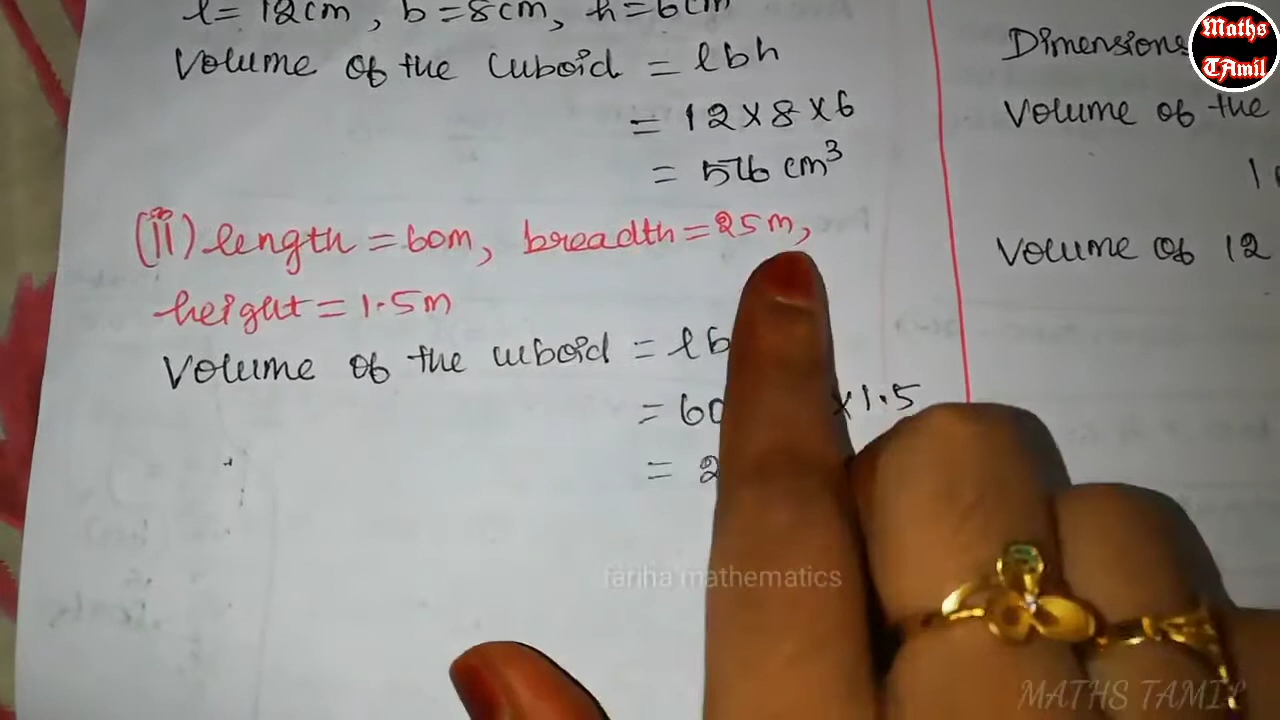 l = 12cm, b = 8cm, h = 6cm
Volume of the cuboid = lbh
= 12 × 8 × 6
= 576 cm³
(ii) length = 60m, breadth = 25m,
height = 1.5m
Volume of the cuboid = lb
= 60 × 1.5
= 2
Dimensions
Volume of the
1
Volume of 12
Maths
TAmil
fariha mathematics
MATHS TAMIL